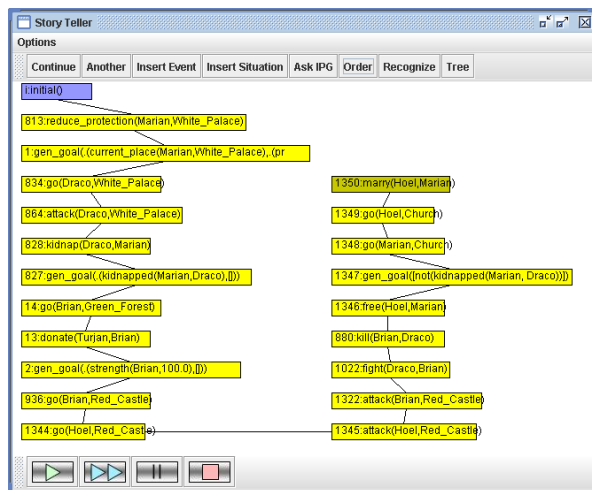 Story Teller
Options
Continue Another Insert Event Insert Situation Ask IPG Order Recognize Tree
i:initial()
813:reduce_protection(Marian,White_Palace)
1:gen_goal(.(current_place(Marian,White_Palace),.(pr
834:go(Draco,White_Palace)
864:attack(Draco,White_Palace)
828:kidnap(Draco,Marian)
827:gen_goal(.(kidnapped(Marian,Draco),[]))
14:go(Brian,Green_Forest)
13:donate(Turjan,Brian)
2:gen_goal(.(strength(Brian,100.0),[]))
936:go(Brian,Red_Castle)
1344:go(Hoel,Red_Castle)
1350:marry(Hoel,Marian)
1349:go(Hoel,Church)
1348:go(Marian,Church)
1347:gen_goal([not(kidnapped(Marian, Draco))])
1346:free(Hoel,Marian)
880:kill(Brian,Draco)
1022:fight(Draco,Brian)
1322:attack(Brian,Red_Castle)
1345:attack(Hoel,Red_Castle)